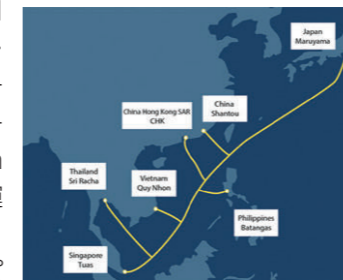 Japan
Maruyama
China Hong Kong SAR
CHK
China
Shantou
Thailand
Sri Racha
Vietnam
Quy Nhon
Philippines
Batangas
Singapore
Tuas